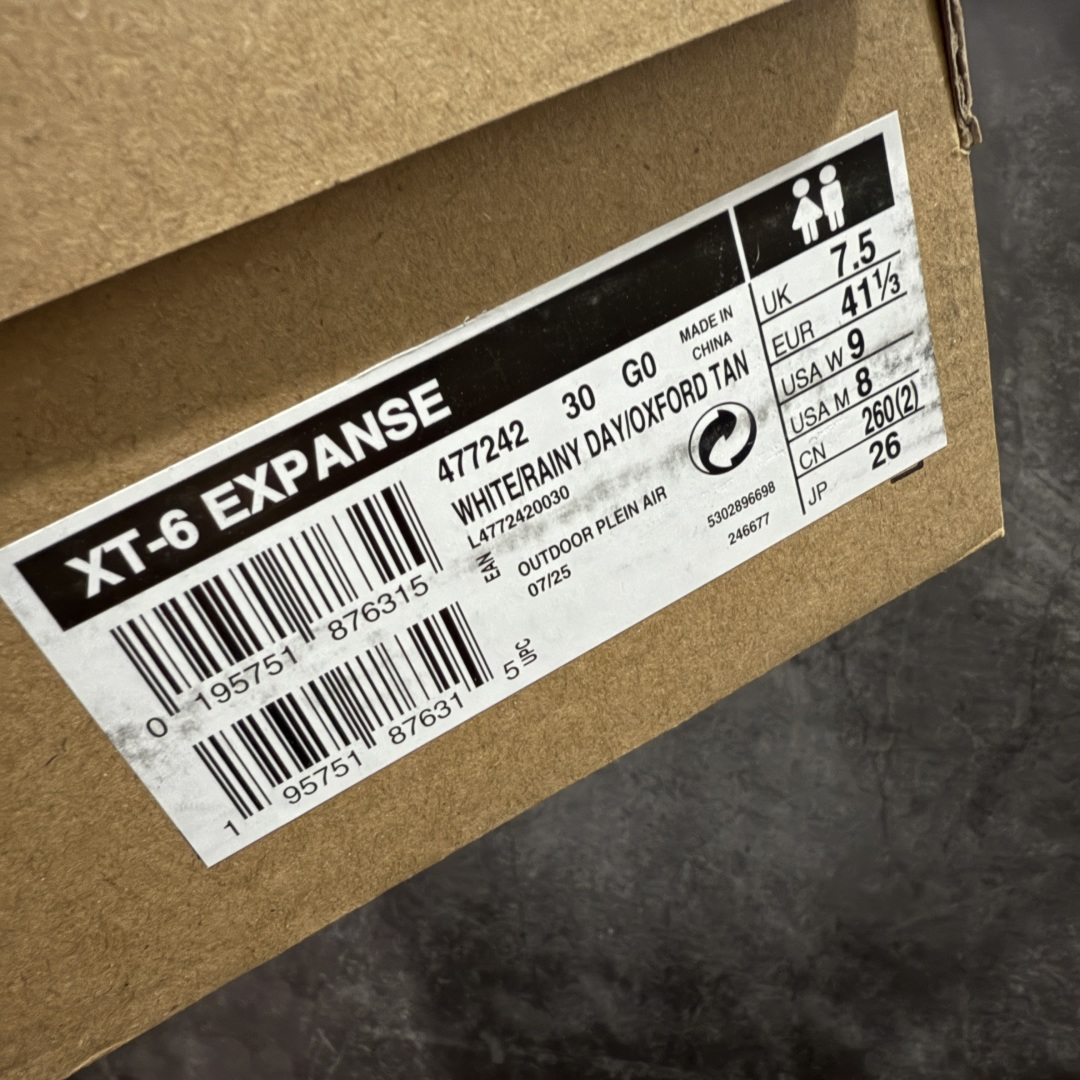 XT-6 EXPANSE
477242 30 G0
MADE IN
CHINA
WHITE/RAINY DAY/OXFORD TAN
L4772420030
EAN
OUTDOOR PLEIN AIR
07/25
5302896698
246677
0 195751 876315
1 95751 87631 5
UPC
UK 7.5
EUR 41⅓
USA W 9
USA M 8
CN 260(2)
JP 26